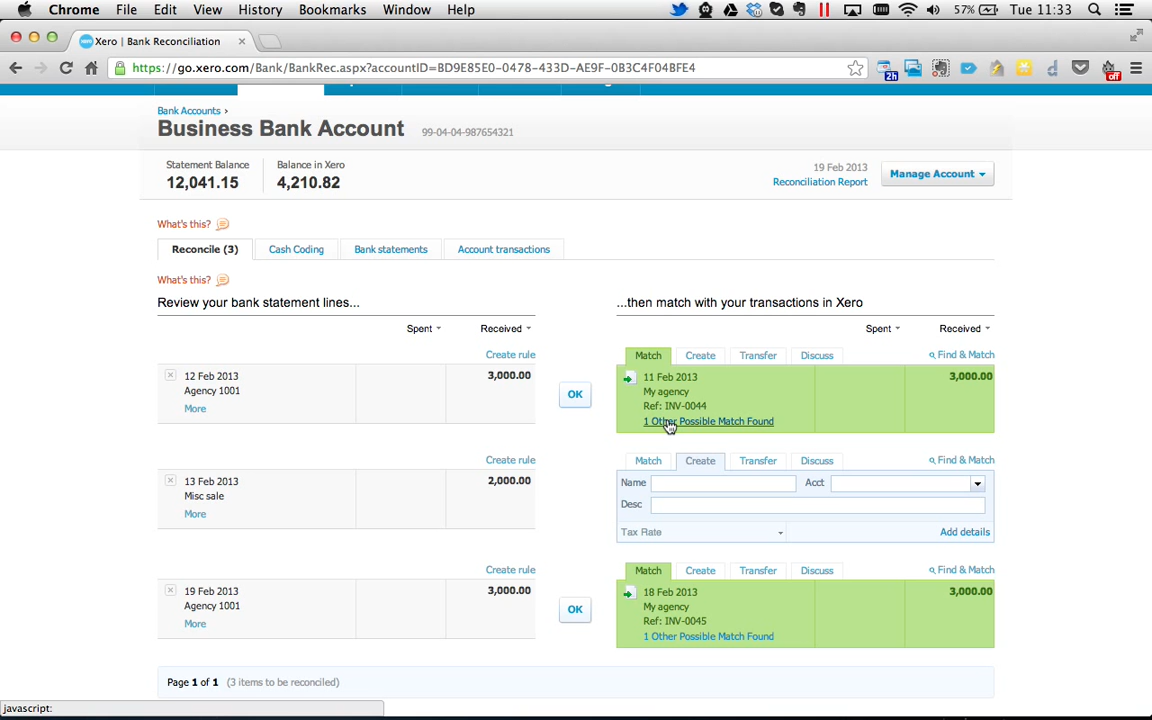 Chrome File Edit View History Bookmarks Window Help 57% Tue 11:33
Xero | Bank Reconciliation
https://go.xero.com/Bank/BankRec.aspx?accountID=BD9E85E0-0478-433D-AE9F-0B3C4F04BFE4
2h
off
Bank Accounts ›
Business Bank Account 99-04-04-987654321
Statement Balance Balance in Xero
12,041.15 4,210.82
19 Feb 2013
Reconciliation Report
Manage Account
What's this?
Reconcile (3) Cash Coding Bank statements Account transactions
What's this?
Review your bank statement lines... ...then match with your transactions in Xero
Spent Received Spent Received
Create rule Match Create Transfer Discuss Find & Match
12 Feb 2013 3,000.00 OK 11 Feb 2013 3,000.00
Agency 1001 My agency
More Ref: INV-0044
1 Other Possible Match Found
Create rule Match Create Transfer Discuss Find & Match
13 Feb 2013 2,000.00 Name Acct
Misc sale Desc
More
Tax Rate Add details
Create rule Match Create Transfer Discuss Find & Match
19 Feb 2013 3,000.00 OK 18 Feb 2013 3,000.00
Agency 1001 My agency
More Ref: INV-0045
1 Other Possible Match Found
Page 1 of 1 (3 items to be reconciled)
javascript: